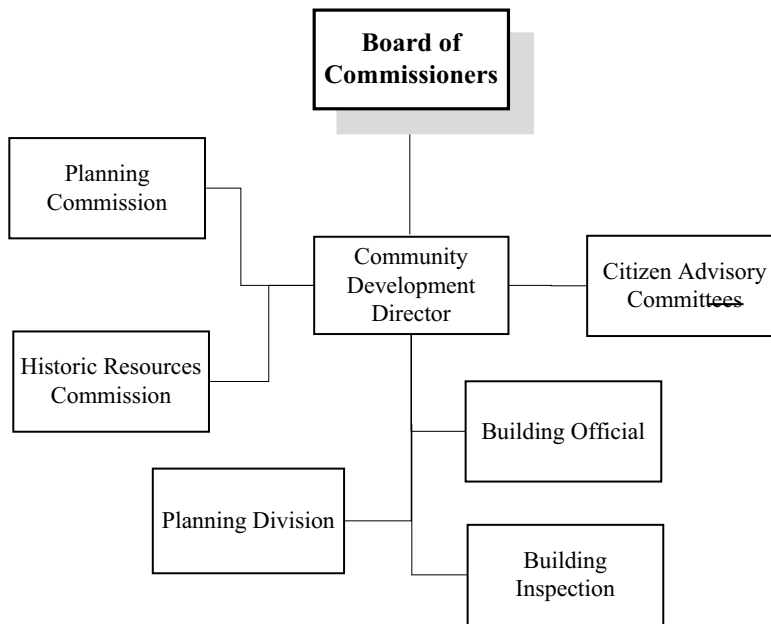 Board of
Commissioners
Planning
Commission
Community
Development
Director
Citizen Advisory
Committees
Historic Resources
Commission
Building Official
Planning Division
Building
Inspection